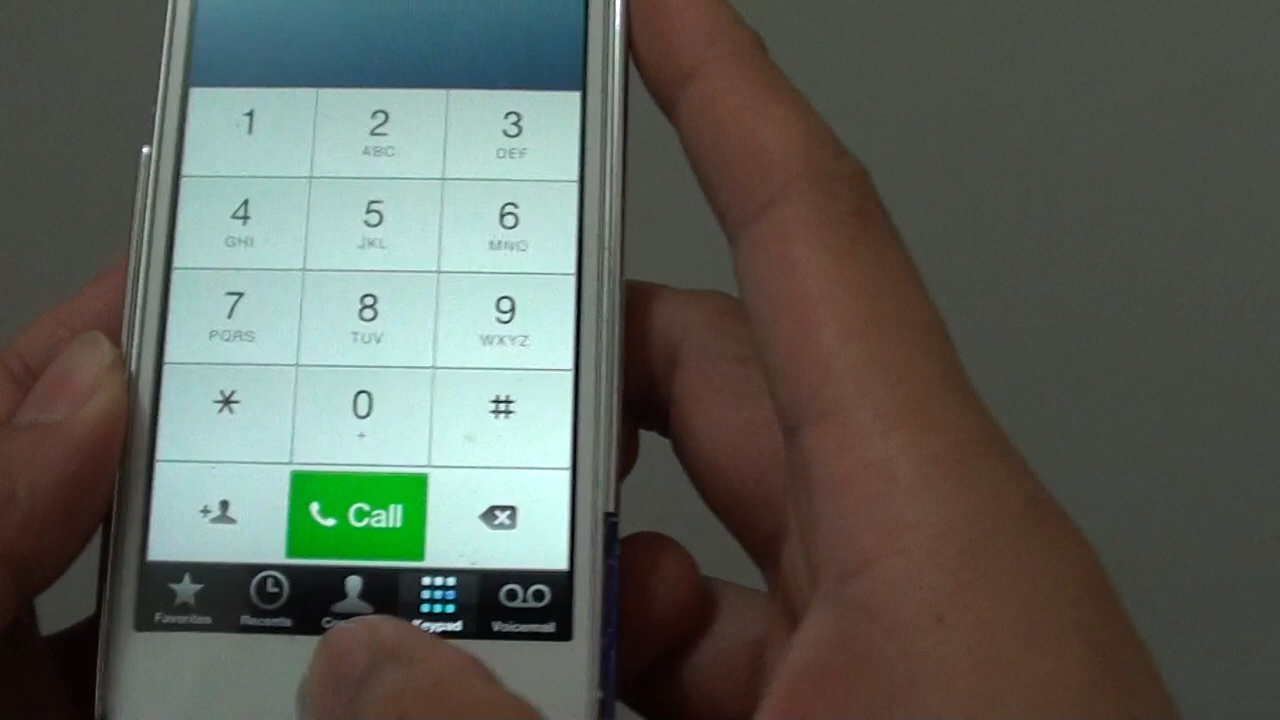 1 2 3
ABC DEF
4 5 6
GHI JKL MNO
7 8 9
PQRS TUV WXYZ
* 0 #
+
+ Call
Favorites Recents Keypad Voicemail